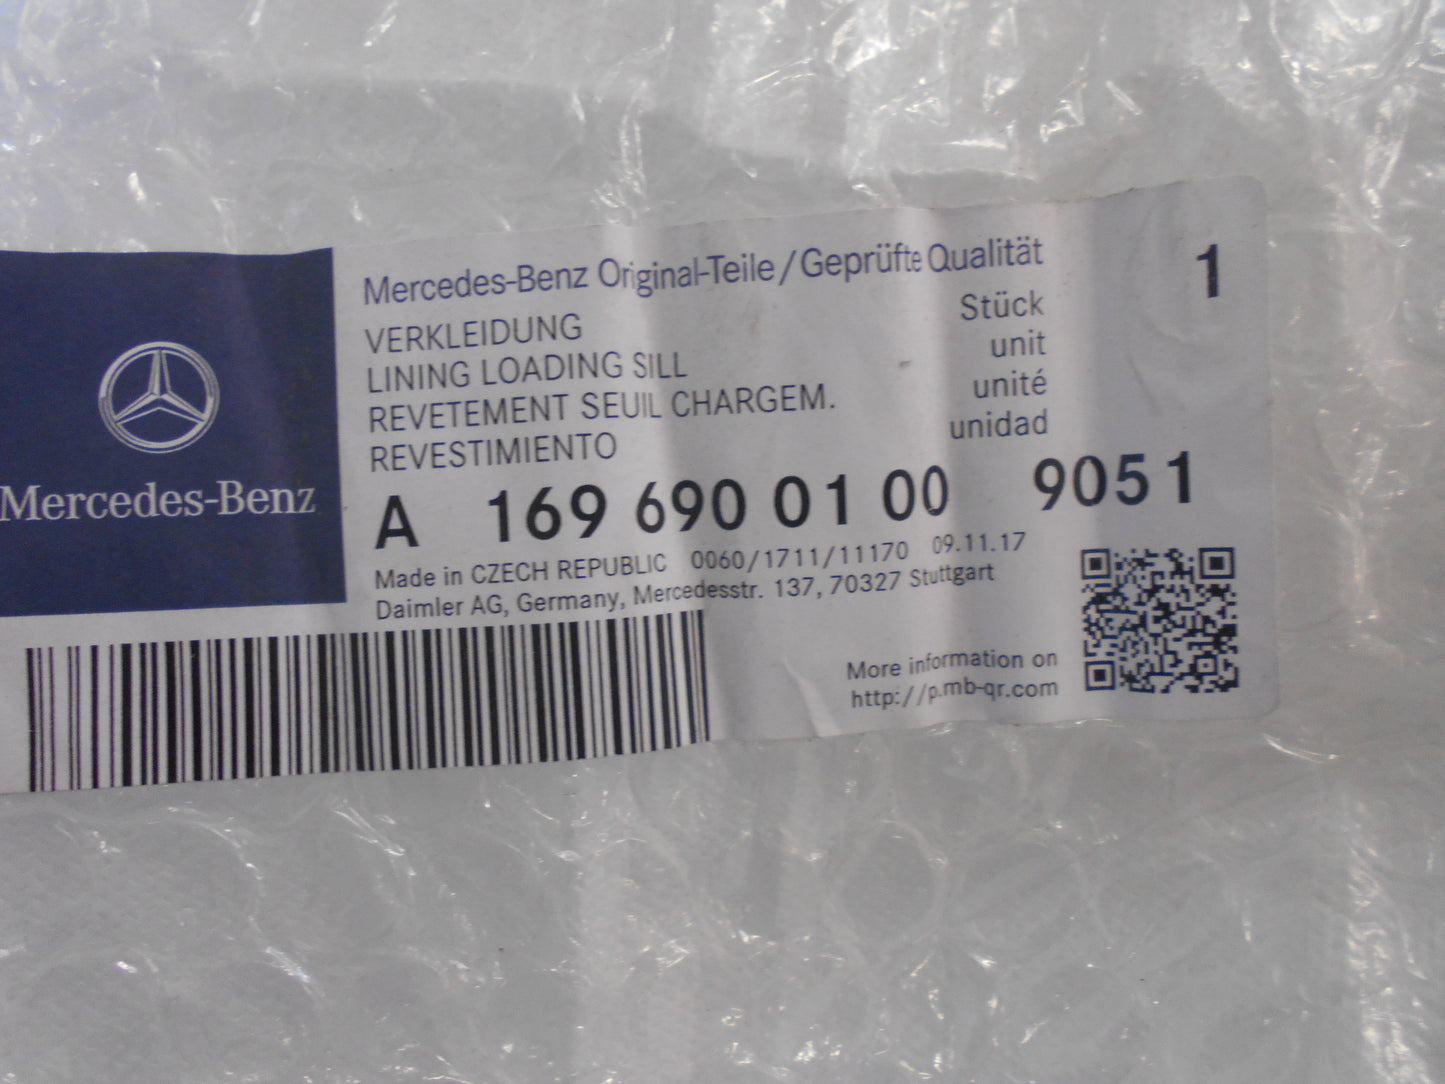 Mercedes-Benz
Mercedes-Benz Original-Teile/Geprüfte Qualität
1
VERKLEIDUNG
LINING LOADING SILL
REVETEMENT SEUIL CHARGEM.
REVESTIMIENTO
Stück
unit
unité
unidad
A 169 690 01 00 9051
Made in CZECH REPUBLIC 0060/1711/11170 09.11.17
Daimler AG, Germany, Mercedesstr. 137, 70327 Stuttgart
More information on
http://p.mb-qr.com